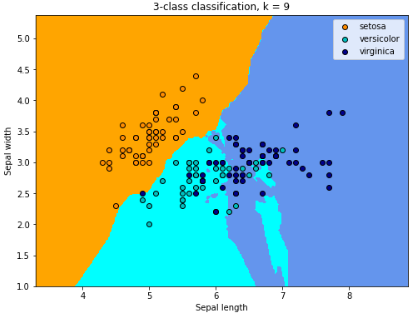 3-class classification, k = 9
setosa
versicolor
virginica
Sepal width
5.0
4.5
4.0
3.5
3.0
2.5
2.0
1.5
1.0
4 5 6 7 8
Sepal length